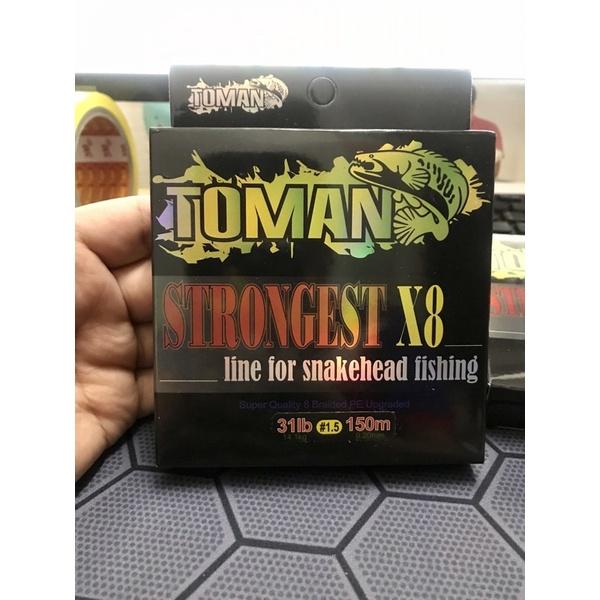 TOMAN
TOMAN
STRONGEST X8
line for snakehead fishing
Super Quality 8 Braided PE Upgraded
31lb #1.5 150m
14.1kg 0.20mm